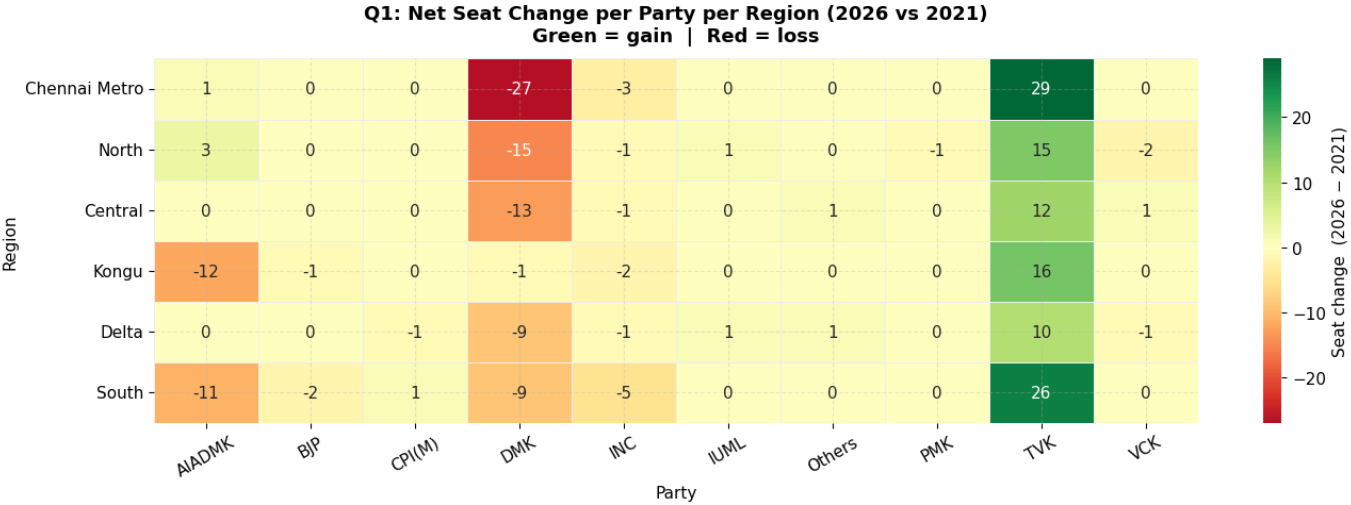 Q1: Net Seat Change per Party per Region (2026 vs 2021)
Green = gain | Red = loss
Chennai Metro 1 0 0 -27 -3 0 0 0 29 0
North 3 0 0 -15 -1 1 0 -1 15 -2
Central 0 0 0 -13 -1 0 1 0 12 1
Kongu -12 -1 0 -1 -2 0 0 0 16 0
Delta 0 0 -1 -9 -1 1 1 0 10 -1
South -11 -2 1 -9 -5 0 0 0 26 0
AIADMK BJP CPI(M) DMK INC IUML Others PMK TVK VCK
Party
Region
20
10
0
−10
−20
Seat change (2026 − 2021)